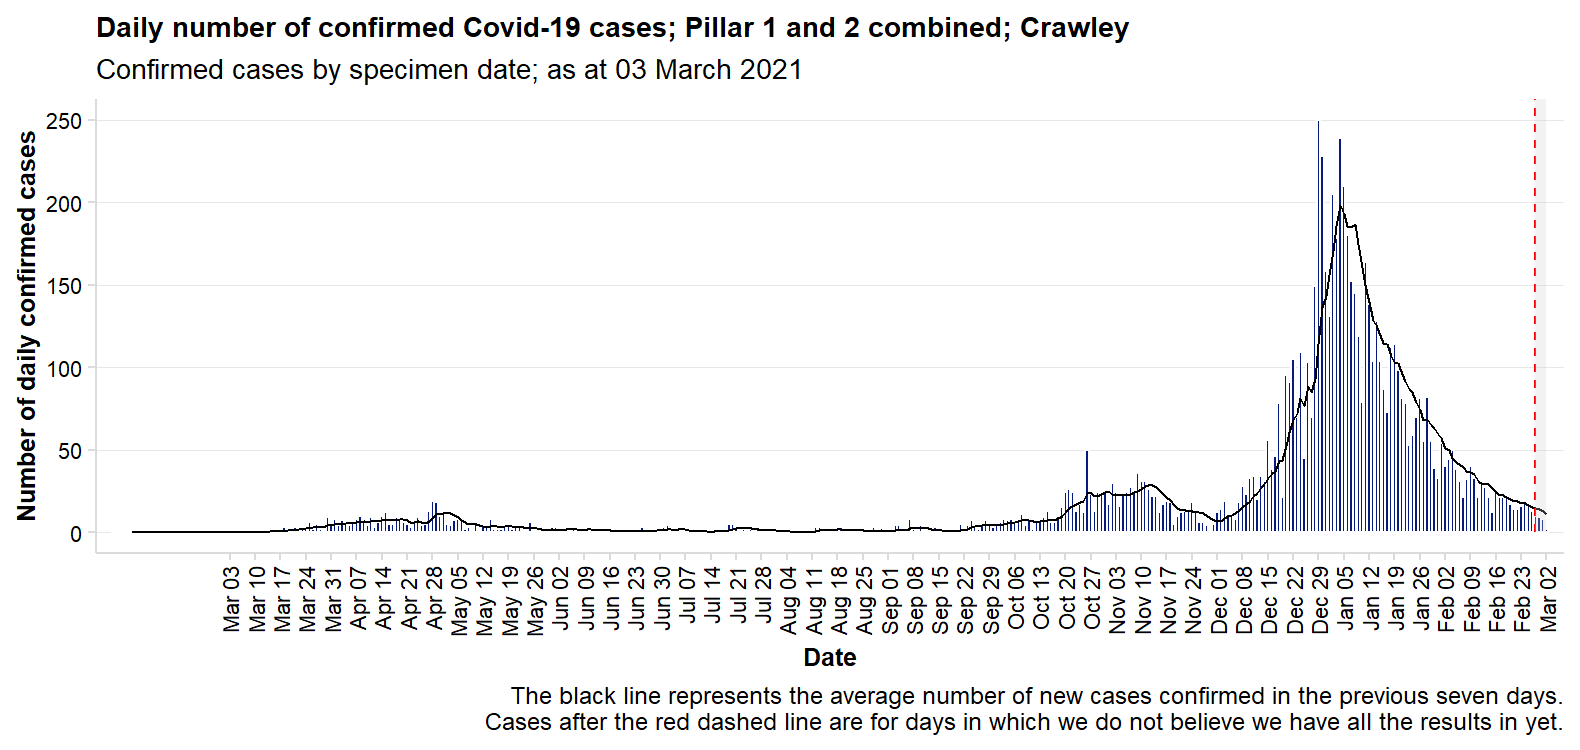 Daily number of confirmed Covid-19 cases; Pillar 1 and 2 combined; Crawley
Confirmed cases by specimen date; as at 03 March 2021
Number of daily confirmed cases
250
200
150
100
50
0
Mar 03
Mar 10
Mar 17
Mar 24
Mar 31
Apr 07
Apr 14
Apr 21
Apr 28
May 05
May 12
May 19
May 26
Jun 02
Jun 09
Jun 16
Jun 23
Jun 30
Jul 07
Jul 14
Jul 21
Jul 28
Aug 04
Aug 11
Aug 18
Aug 25
Sep 01
Sep 08
Sep 15
Sep 22
Sep 29
Oct 06
Oct 13
Oct 20
Oct 27
Nov 03
Nov 10
Nov 17
Nov 24
Dec 01
Dec 08
Dec 15
Dec 22
Dec 29
Jan 05
Jan 12
Jan 19
Jan 26
Feb 02
Feb 09
Feb 16
Feb 23
Mar 02
Date
The black line represents the average number of new cases confirmed in the previous seven days.
Cases after the red dashed line are for days in which we do not believe we have all the results in yet.